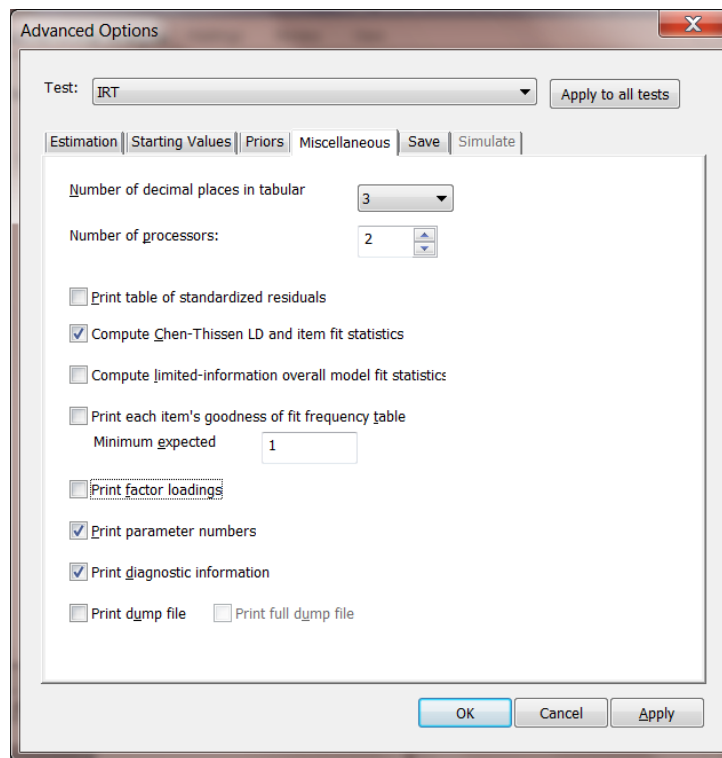 Advanced Options
X
Test: IRT Apply to all tests
Estimation Starting Values Priors Miscellaneous Save Simulate
Number of decimal places in tabular 3
Number of processors: 2
Print table of standardized residuals
Compute Chen-Thissen LD and item fit statistics
Compute limited-information overall model fit statistics
Print each item's goodness of fit frequency table
Minimum expected 1
Print factor loadings
Print parameter numbers
Print diagnostic information
Print dump file Print full dump file
OK Cancel Apply